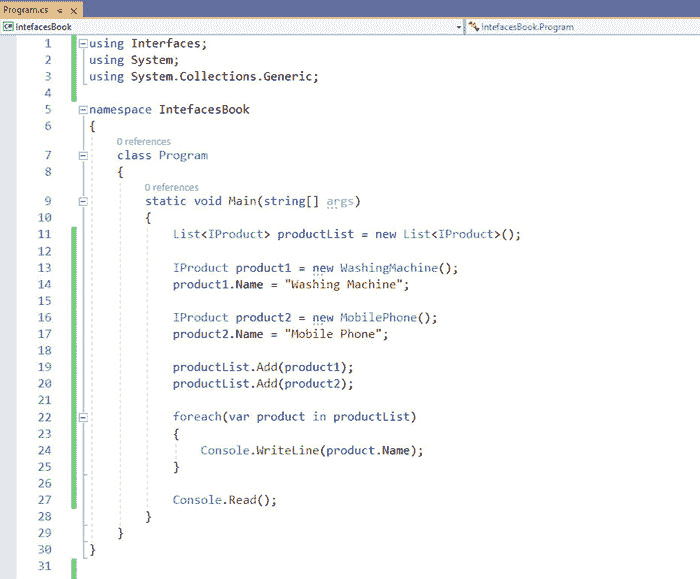 Program.cs
IntefacesBook IntefacesBook.Program
1 using Interfaces;
2 using System;
3 using System.Collections.Generic;
4
5 namespace IntefacesBook
6 {
0 references
7 class Program
8 {
0 references
9 static void Main(string[] args)
10 {
11 List<IProduct> productList = new List<IProduct>();
12
13 IProduct product1 = new WashingMachine();
14 product1.Name = "Washing Machine";
15
16 IProduct product2 = new MobilePhone();
17 product2.Name = "Mobile Phone";
18
19 productList.Add(product1);
20 productList.Add(product2);
21
22 foreach(var product in productList)
23 {
24 Console.WriteLine(product.Name);
25 }
26
27 Console.Read();
28 }
29 }
30 }
31